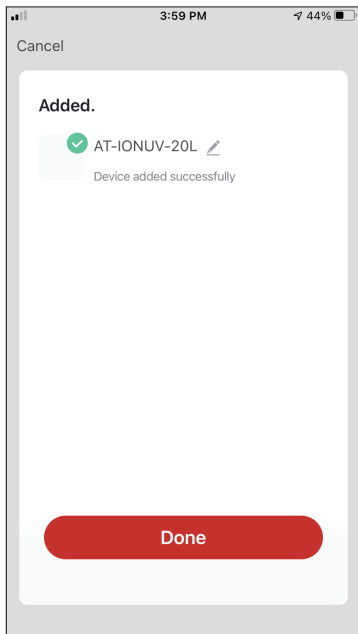 3:59 PM
44%
Cancel
Added.
AT-IONUV-20L
Device added successfully
Done